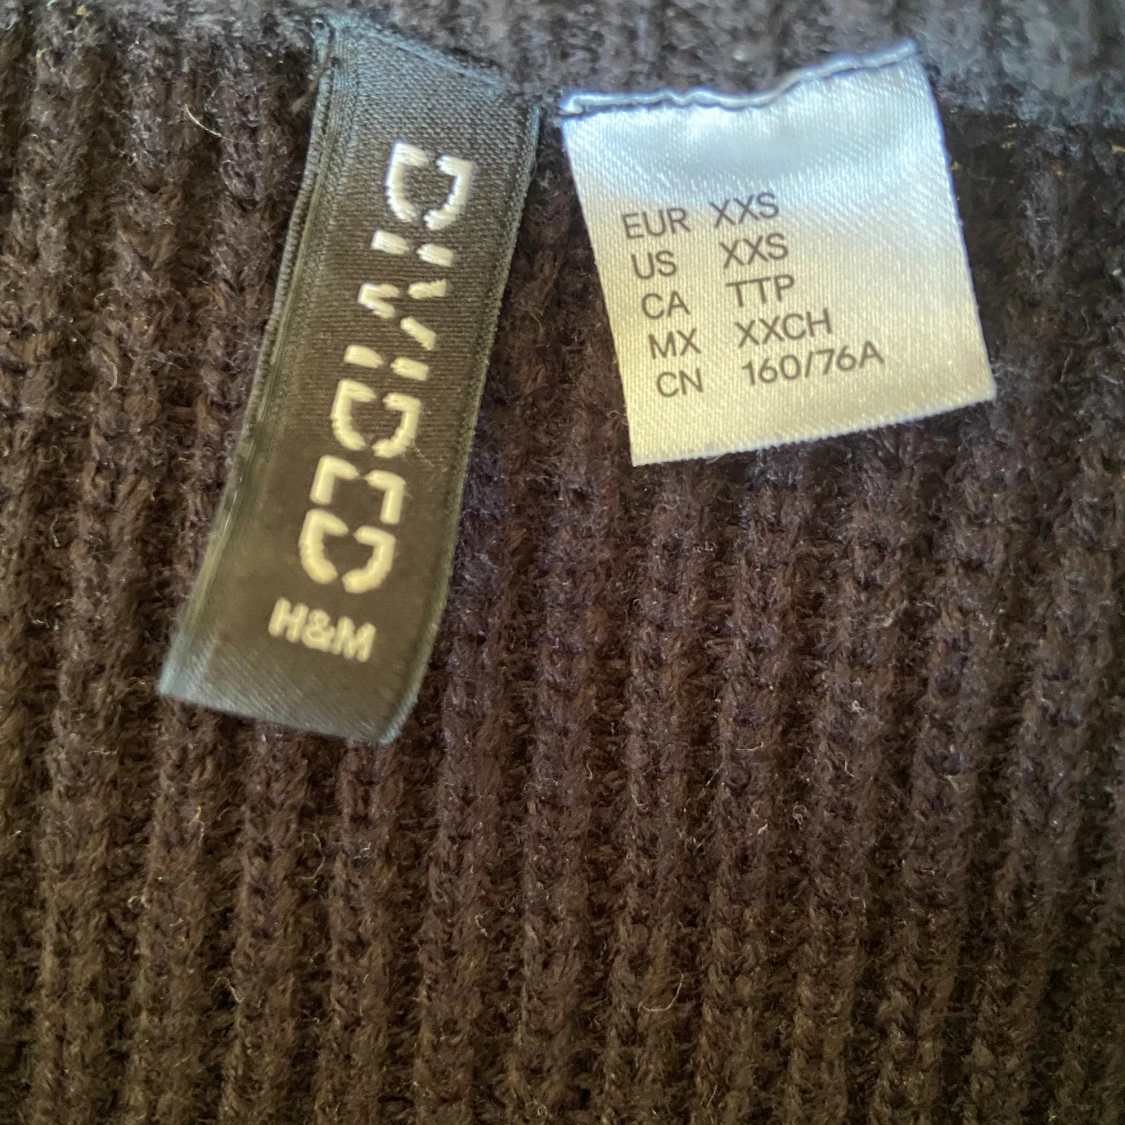 DIVIDED
H&M
EUR XXS
US XXS
CA TTP
MX XXCH
CN 160/76A